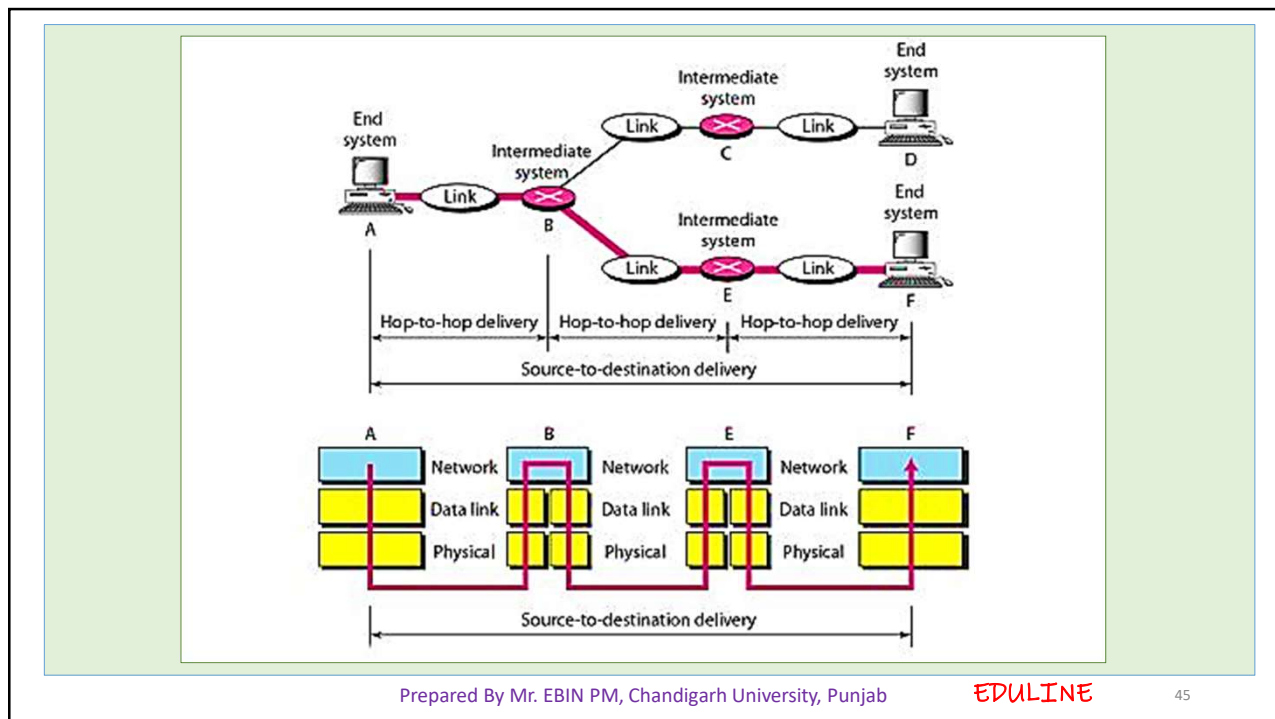 End
system
Intermediate
system
Link
Link
C
D
End
system
Intermediate
system
Link
A
B
End
system
Intermediate
system
Link
Link
E
F
Hop-to-hop delivery
Hop-to-hop delivery
Hop-to-hop delivery
Source-to-destination delivery
A
B
E
F
Network
Network
Network
Data link
Data link
Data link
Physical
Physical
Physical
Source-to-destination delivery
Prepared By Mr. EBIN PM, Chandigarh University, Punjab
EDULINE
45